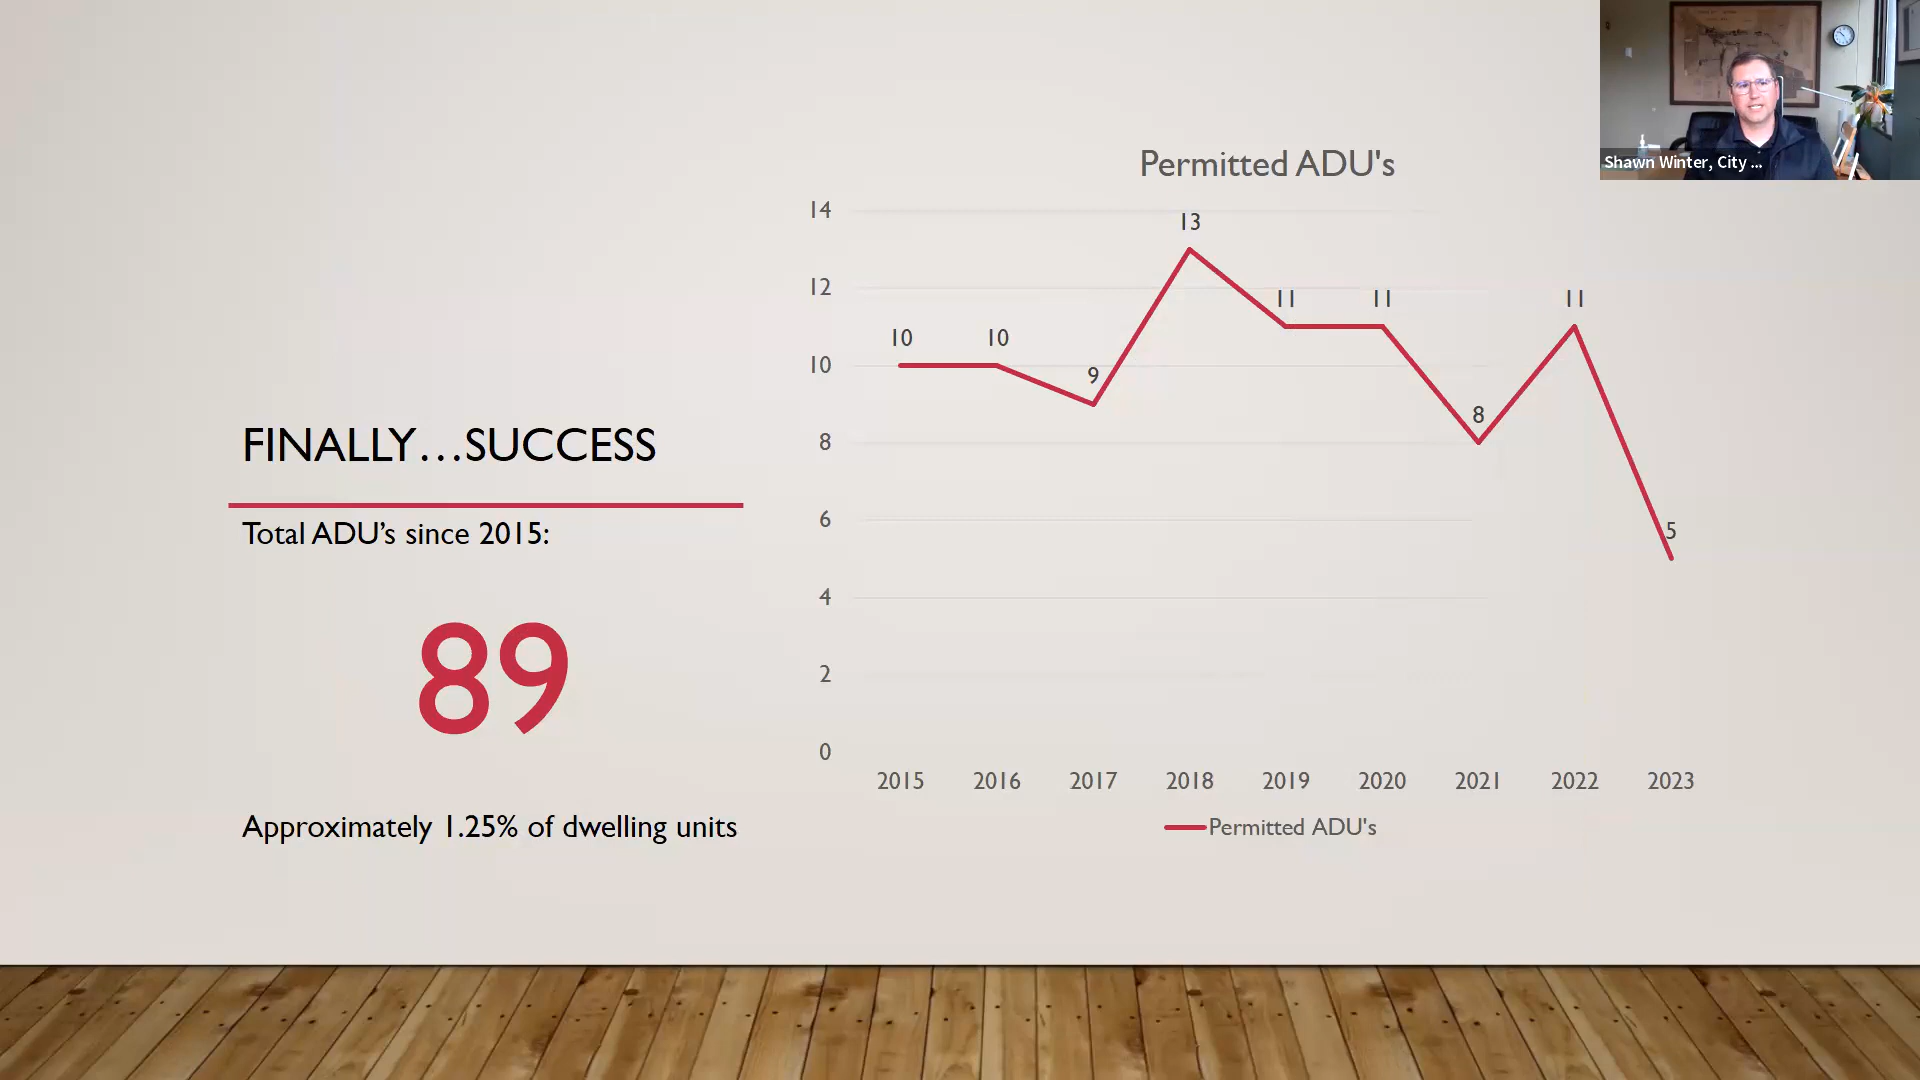 Shawn Winter, City ...
FINALLY...SUCCESS
Total ADU's since 2015:
89
Approximately 1.25% of dwelling units
Permitted ADU's
14
12
10
8
6
4
2
0
10
10
9
13
11
11
8
11
5
2015 2016 2017 2018 2019 2020 2021 2022 2023
Permitted ADU's